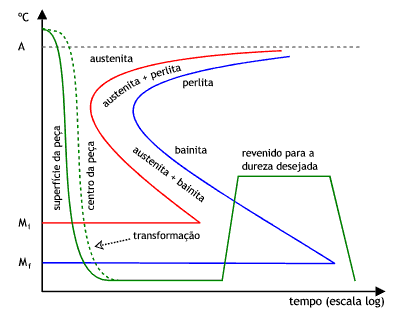 ºC
A
austenita
austenita + perlita
perlita
superfície da peça
centro da peça
bainita
austenita + bainita
revenido para a
dureza desejada
Mi
transformação
Mf
tempo (escala log)